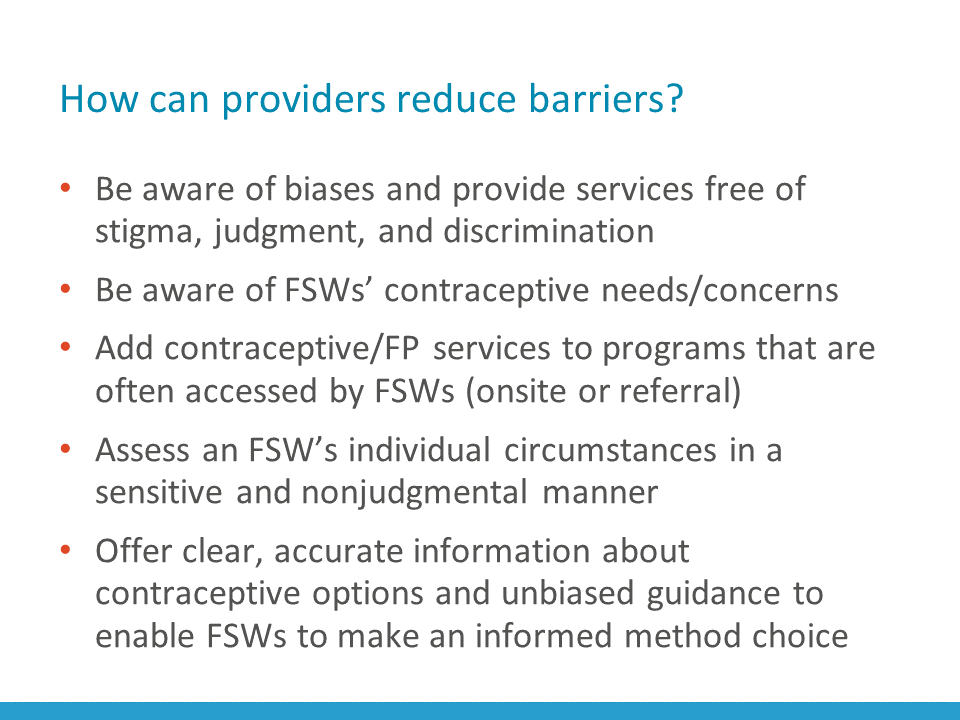 How can providers reduce barriers?
• Be aware of biases and provide services free of
stigma, judgment, and discrimination
• Be aware of FSWs’ contraceptive needs/concerns
• Add contraceptive/FP services to programs that are
often accessed by FSWs (onsite or referral)
• Assess an FSW’s individual circumstances in a
sensitive and nonjudgmental manner
• Offer clear, accurate information about
contraceptive options and unbiased guidance to
enable FSWs to make an informed method choice